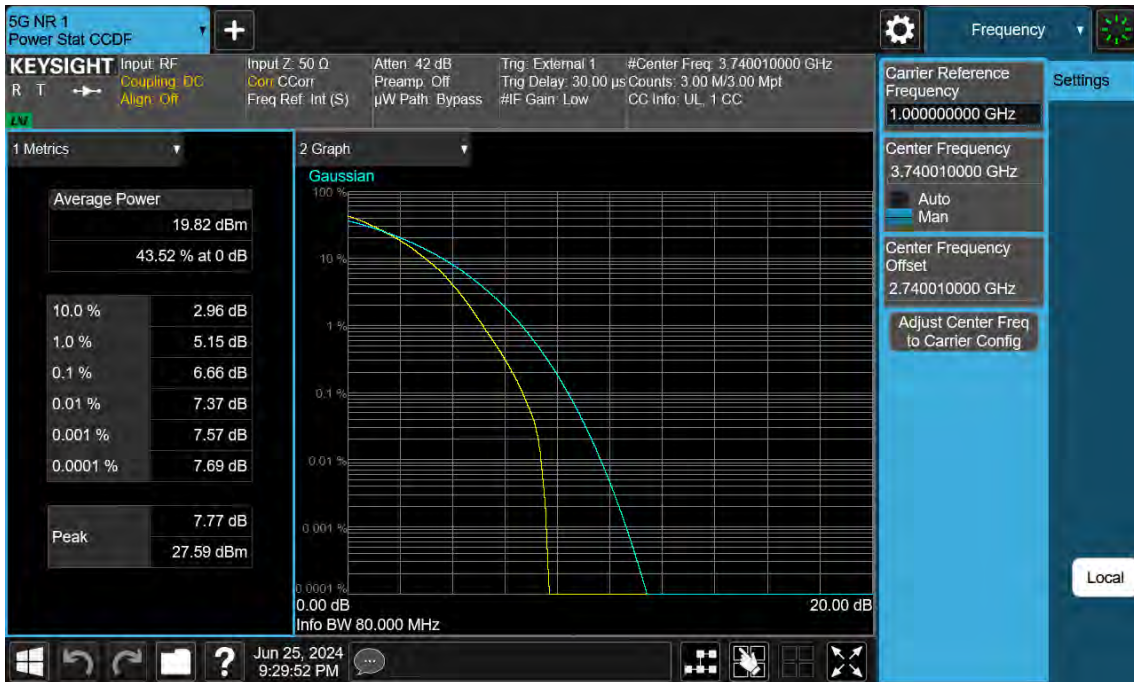 5G NR 1
Power Stat CCDF
Frequency
KEYSIGHT
R T
LNI
Input: RF
Coupling: DC
Align: Off
Input Z: 50 Ω
Corr CCorr
Freq Ref: Int (S)
Atten: 42 dB
Preamp: Off
µW Path: Bypass
Trig: External 1
Trig Delay: 30.00 µs
#IF Gain: Low
#Center Freq: 3.740010000 GHz
Counts: 3.00 M/3.00 Mpt
CC Info: UL, 1 CC
1 Metrics
Average Power
19.82 dBm
43.52 % at 0 dB
10.0 % 2.96 dB
1.0 % 5.15 dB
0.1 % 6.66 dB
0.01 % 7.37 dB
0.001 % 7.57 dB
0.0001 % 7.69 dB
Peak
7.77 dB
27.59 dBm
2 Graph
Gaussian
100 %
10 %
1 %
0.1 %
0.01 %
0.001 %
0.0001 %
0.00 dB 20.00 dB
Info BW 80.000 MHz
Carrier Reference
Frequency
1.000000000 GHz
Center Frequency
3.740010000 GHz
Auto
Man
Center Frequency
Offset
2.740010000 GHz
Adjust Center Freq
to Carrier Config
Settings
Local
?
Jun 25, 2024
9:29:52 PM